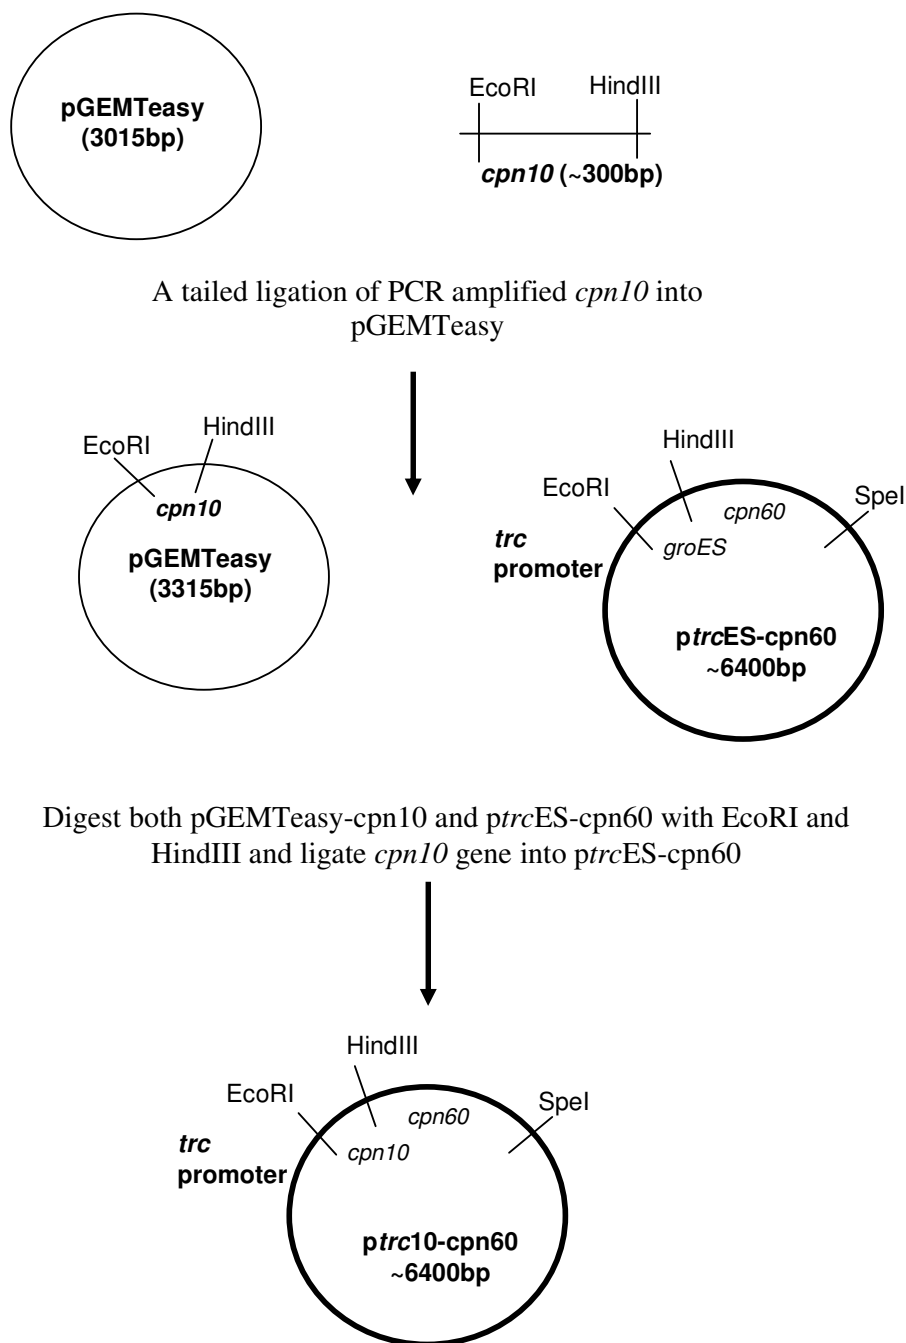 pGEMTeasy
(3015bp)
EcoRI
HindIII
cpn10 (~300bp)
A tailed ligation of PCR amplified cpn10 into
pGEMTeasy
EcoRI
HindIII
cpn10
pGEMTeasy
(3315bp)
HindIII
EcoRI
cpn60
SpeI
groES
trc
promoter
ptrcES-cpn60
~6400bp
Digest both pGEMTeasy-cpn10 and ptrcES-cpn60 with EcoRI and
HindIII and ligate cpn10 gene into ptrcES-cpn60
HindIII
EcoRI
cpn60
SpeI
trc
promoter
cpn10
ptrc10-cpn60
~6400bp